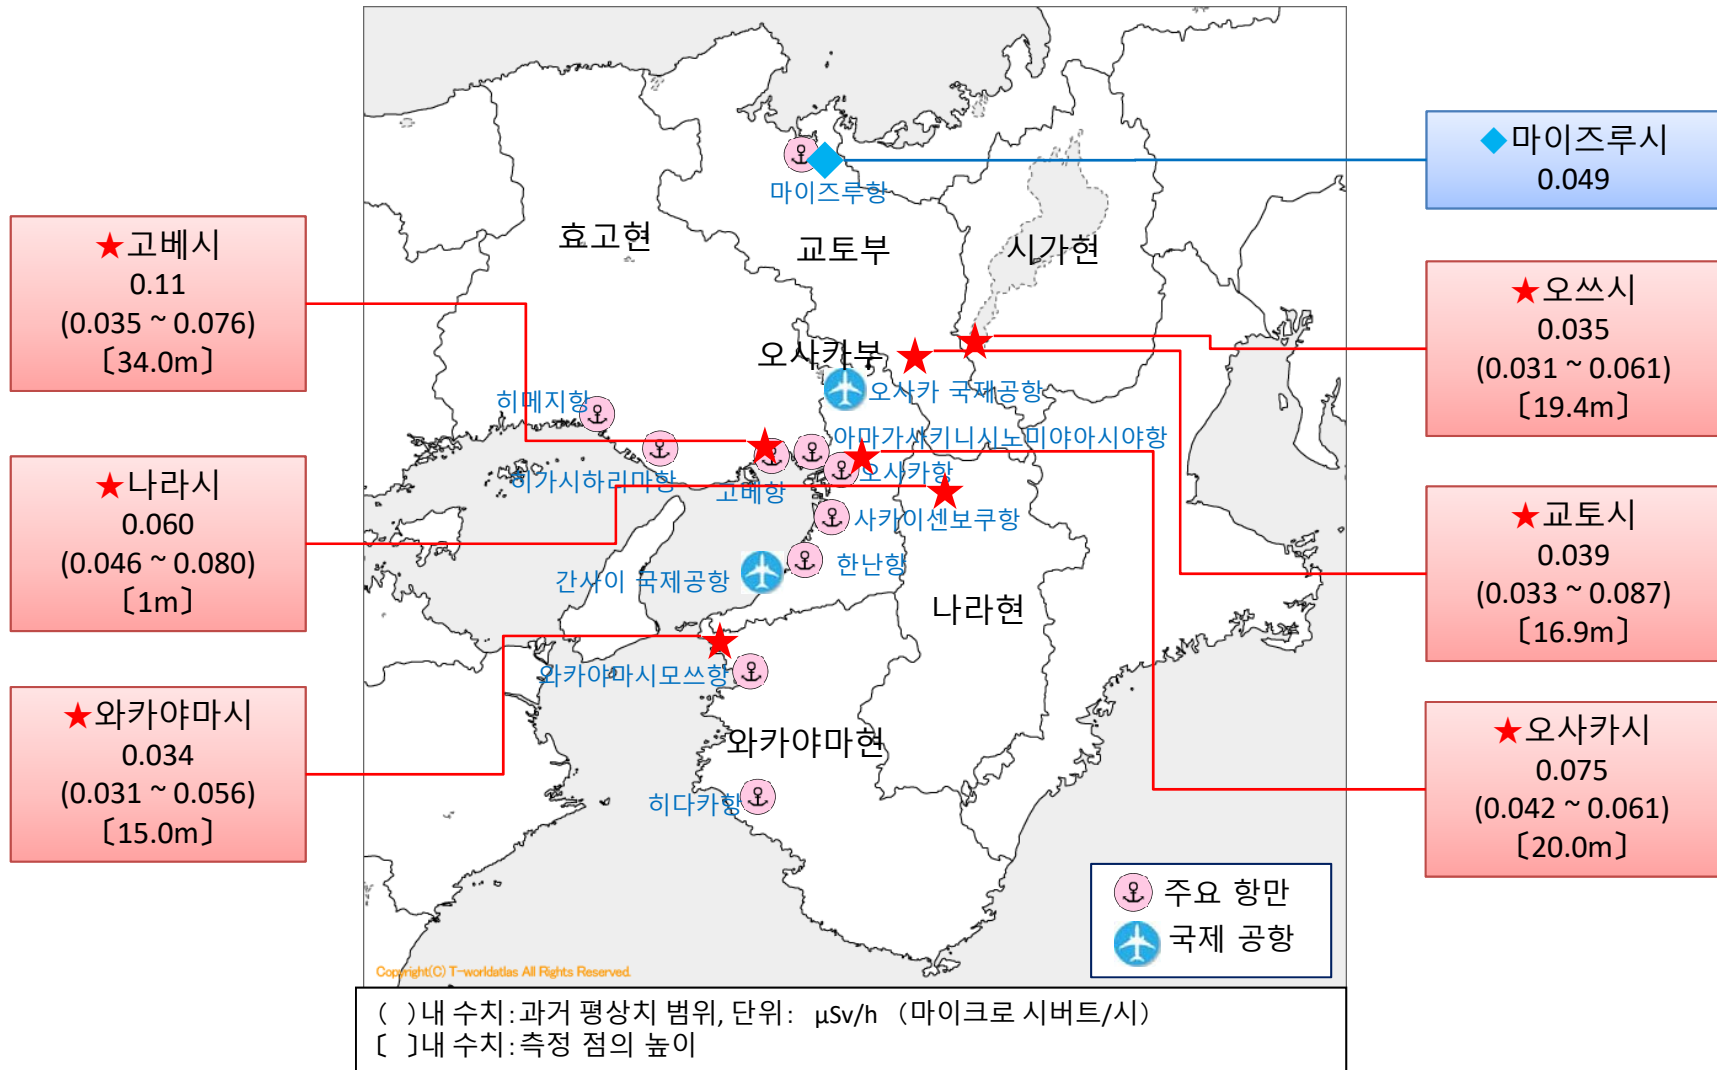 ★고베시
0.11
(0.035 ~ 0.076)
〔34.0m〕
★나라시
0.060
(0.046 ~ 0.080)
〔1m〕
★와카야마시
0.034
(0.031 ~ 0.056)
〔15.0m〕
마이즈루항
효고현
교토부
시가현
오사카부
오사카 국제공항
히메지항
아마가사키니시노미야아시야항
히가시하리마항
고베항
오사카항
사카이센보쿠항
간사이 국제공항
한난항
나라현
와카야마시모쓰항
와카야마현
히다카항
주요 항만
국제 공항
Copyright(C) T-worldatlas All Rights Reserved.
◆마이즈루시
0.049
★오쓰시
0.035
(0.031 ~ 0.061)
〔19.4m〕
★교토시
0.039
(0.033 ~ 0.087)
〔16.9m〕
★오사카시
0.075
(0.042 ~ 0.061)
〔20.0m〕
( )내 수치: 과거 평상치 범위, 단위: μSv/h (마이크로 시버트/시)
〔 〕내 수치: 측정 점의 높이